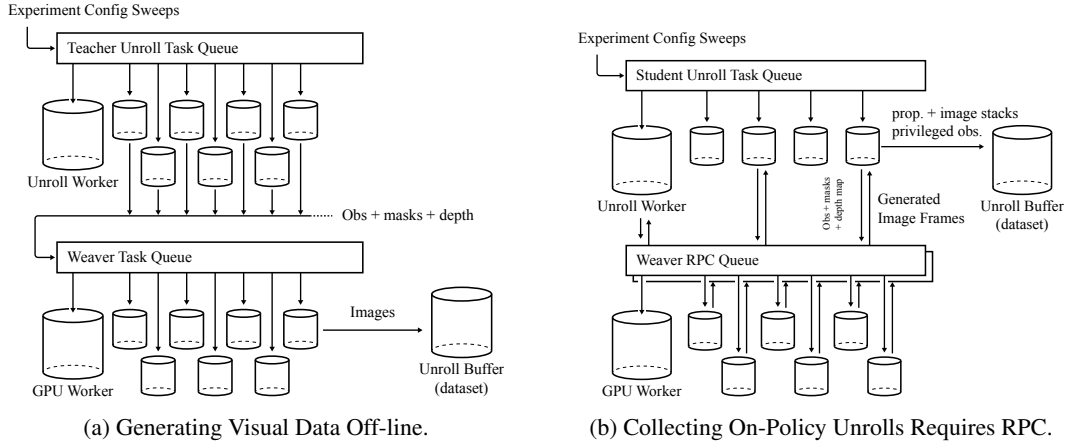 Experiment Config Sweeps
Teacher Unroll Task Queue
Unroll Worker
Obs + masks + depth
Weaver Task Queue
GPU Worker
Images
Unroll Buffer
(dataset)
(a) Generating Visual Data Off-line.
Experiment Config Sweeps
Student Unroll Task Queue
prop. + image stacks
privileged obs.
Unroll Worker
Obs + masks
+ depth map
Generated
Image Frames
Unroll Buffer
(dataset)
Weaver RPC Queue
GPU Worker
(b) Collecting On-Policy Unrolls Requires RPC.